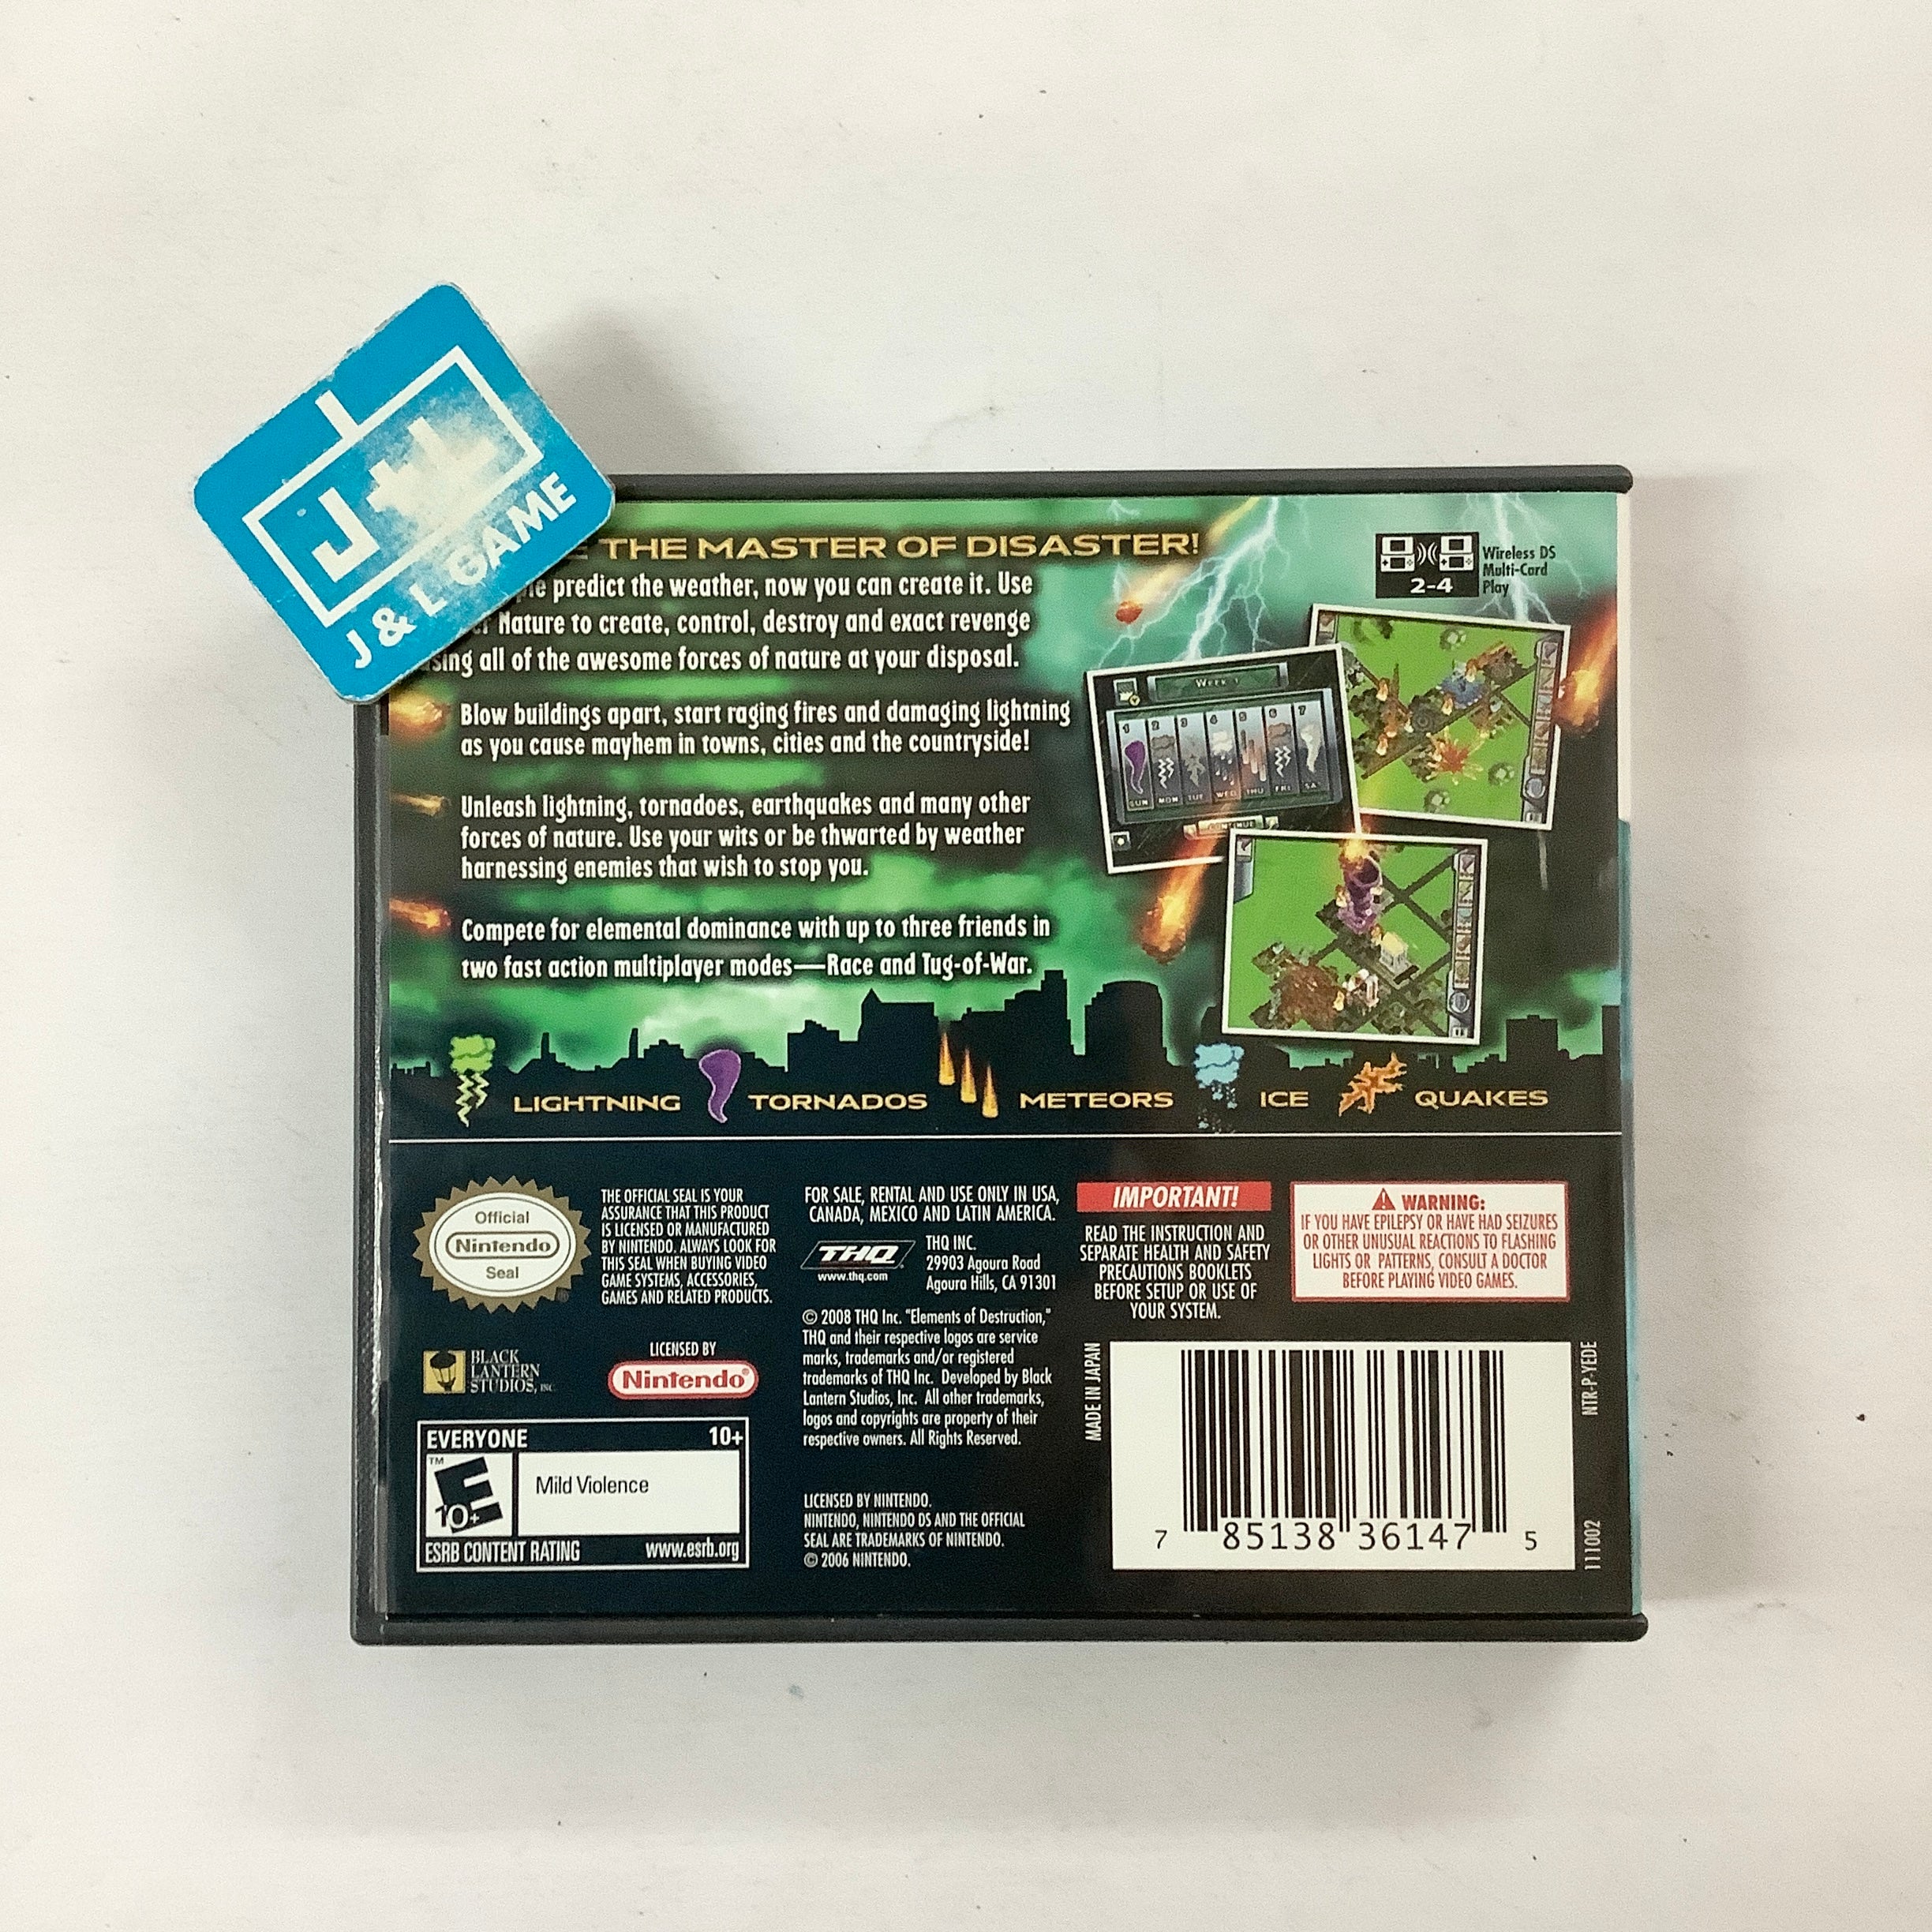 J L
J & L GAME
THE MASTER OF DISASTER!
predict the weather, now you can create it. Use
Nature to create, control, destroy and exact revenge
all of the awesome forces of nature at your disposal.
Wireless DS
Multi-Card
Play
2-4
Blow buildings apart, start raging fires and damaging lightning
as you cause mayhem in towns, cities and the countryside!
Unleash lightning, tornadoes, earthquakes and many other
forces of nature. Use your wits or be thwarted by weather
harnessing enemies that wish to stop you.
Compete for elemental dominance with up to three friends in
two fast action multiplayer modes—Race and Tug-of-War.
Week
1 2 3 4 5 6 7
SUN MON TUE WED THU FRI SA
CONTINUE
LIGHTNING TORNADOS METEORS ICE QUAKES
Official
Nintendo
Seal
THE OFFICIAL SEAL IS YOUR
ASSURANCE THAT THIS PRODUCT
IS LICENSED OR MANUFACTURED
BY NINTENDO. ALWAYS LOOK FOR
THIS SEAL WHEN BUYING VIDEO
GAME SYSTEMS, ACCESSORIES,
GAMES AND RELATED PRODUCTS.
BLACK
LANTERN
STUDIOS, INC.
LICENSED BY
Nintendo®
EVERYONE 10+
™
E
10+
Mild Violence
ESRB CONTENT RATING www.esrb.org
FOR SALE, RENTAL AND USE ONLY IN USA,
CANADA, MEXICO AND LATIN AMERICA.
THQ
www.thq.com
THQ INC.
29903 Agoura Road
Agoura Hills, CA 91301
© 2008 THQ Inc. "Elements of Destruction,"
THQ and their respective logos are service
marks, trademarks and/or registered
trademarks of THQ Inc. Developed by Black
Lantern Studios, Inc. All other trademarks,
logos and copyrights are property of their
respective owners. All Rights Reserved.
LICENSED BY NINTENDO.
NINTENDO, NINTENDO DS AND THE OFFICIAL
SEAL ARE TRADEMARKS OF NINTENDO.
© 2006 NINTENDO.
IMPORTANT!
READ THE INSTRUCTION AND
SEPARATE HEALTH AND SAFETY
PRECAUTIONS BOOKLETS
BEFORE SETUP OR USE OF
YOUR SYSTEM.
WARNING:
IF YOU HAVE EPILEPSY OR HAVE HAD SEIZURES
OR OTHER UNUSUAL REACTIONS TO FLASHING
LIGHTS OR PATTERNS, CONSULT A DOCTOR
BEFORE PLAYING VIDEO GAMES.
MADE IN JAPAN
7 85138 36147 5
NTR-P-YEDE
111002